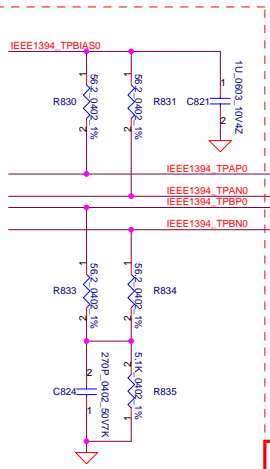 IEEE1394_TPBIAS0
1
R830
56.2_0402_1%
2
1
R831
56.2_0402_1%
2
1
C821
1U_0603_10V4Z
2
IEEE1394_TPAP0
IEEE1394_TPAN0
IEEE1394_TPBP0
IEEE1394_TPBN0
1
R833
56.2_0402_1%
2
1
R834
56.2_0402_1%
2
2
C824
270P_0402_50V7K
1
1
R835
5.1K_0402_1%
2